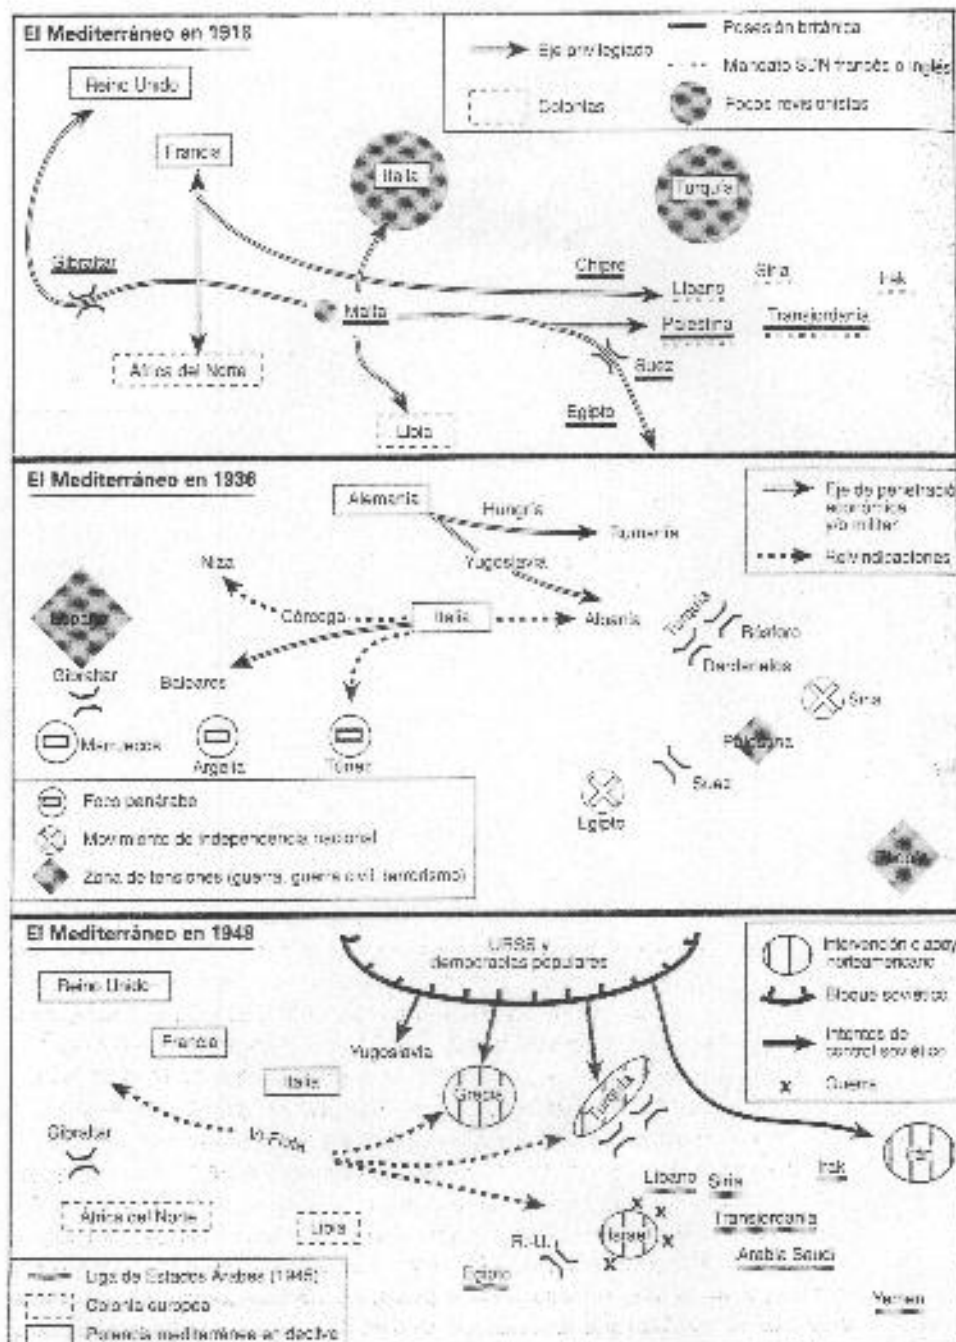 El Mediterráneo en 1918
Eje privilegiado
Colonias
Posesión británica
Mandato SDN francés o inglés
Focos revisionistas
Reino Unido
Francia
Italia
Turquía
Gibraltar
Chipre
Siria
Irak
Líbano
Malta
Palestina
Transjordania
Suez
África del Norte
Egipto
Libia
El Mediterráneo en 1936
Eje de penetració
económica
y/o militar
Reivindicaciones
Alemania
Hungría
Rumanía
Yugoslavia
Niza
Córcega
Italia
Albania
Turquía
Bósforo
Dardanelos
España
Gibraltar
Baleares
Siria
Marruecos
Argelia
Túnez
Palestina
Suez
Egipto
Foco panárabe
Movimiento de independencia nacional
Zona de tensiones (guerra, guerra civil, terrorismo)
El Mediterráneo en 1948
URSS y
democracias populares
Intervención o apoy
norteamericano
Bloque soviético
Intentos de
control soviético
Guerra
Reino Unido
Francia
Yugoslavia
Italia
Grecia
Turquía
Gibraltar
Irak
Líbano
Siria
África del Norte
Libia
Israel
Transjordania
R.-U.
Arabia Saudí
Egipto
Yemen
Liga de Estados Árabes (1945)
Colonia europea
Potencia mediterránea en declive